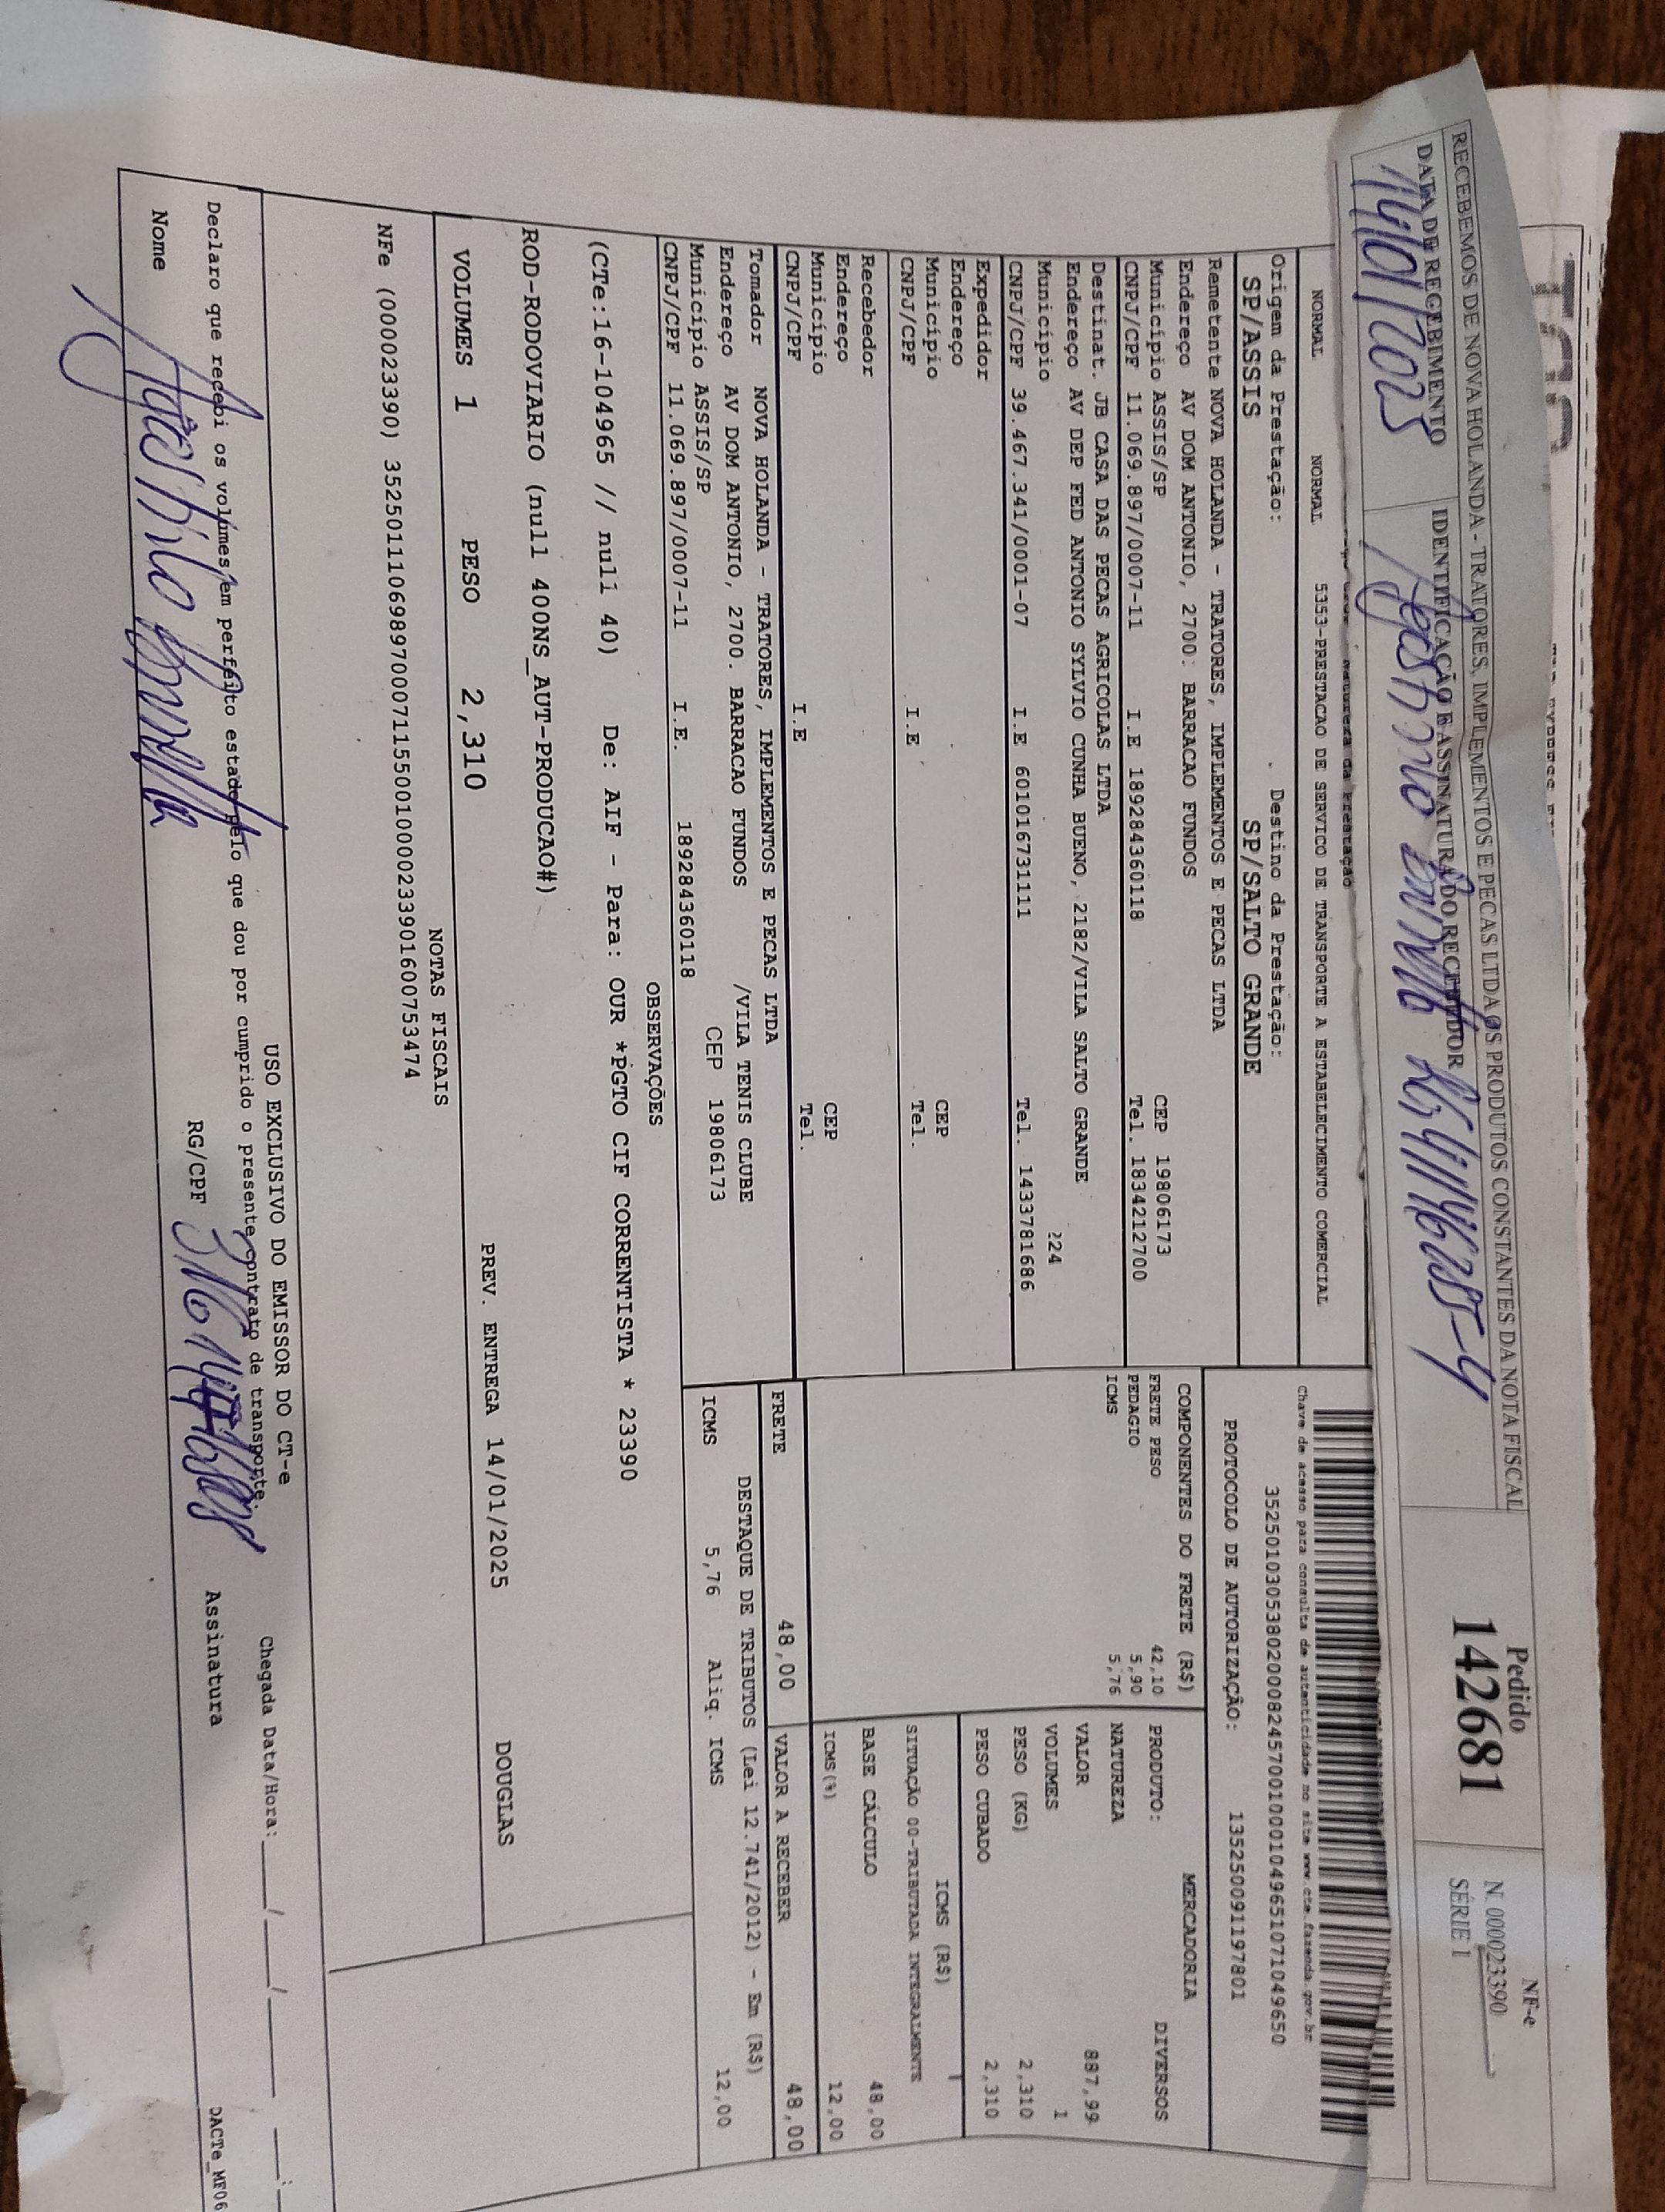 RECEBEMOS DE NOVA HOLANDA - TRATORES, IMPLEMENTOS E PECAS LTDA OS PRODUTOS CONSTANTES DA NOTA FISCAL
DATA DE RECEBIMENTO
IDENTIFICAÇÃO E ASSINATURA DO RECEBEDOR
Pedido
142681
NF-e
N. 000023390
SÉRIE 1
NORMAL NORMAL 5353-PRESTACAO DE SERVICO DE TRANSPORTE A ESTABELECIMENTO COMERCIAL
Origem da Prestação: Destino da Prestação:
SP/ASSIS SP/SALTO GRANDE
Remetente NOVA HOLANDA - TRATORES, IMPLEMENTOS E PECAS LTDA
Endereço AV DOM ANTONIO, 2700: BARRACAO FUNDOS
Município ASSIS/SP CEP 19806173
CNPJ/CPF 11.069.897/0007-11 I.E 189284360118 Tel. 1834212700
Destinat. JB CASA DAS PECAS AGRICOLAS LTDA
Endereço AV DEP FED ANTONIO SYLVIO CUNHA BUENO, 2182/VILA SALTO GRANDE
Município 224
CNPJ/CPF 39.467.341/0001-07 I.E 601016731111 Tel. 1433781686
Expedidor
Endereço
Município CEP
CNPJ/CPF I.E Tel.
Recebedor
Endereço
Município CEP
CNPJ/CPF I.E Tel.
Tomador NOVA HOLANDA - TRATORES, IMPLEMENTOS E PECAS LTDA
Endereço AV DOM ANTONIO, 2700. BARRACAO FUNDOS /VILA TENIS CLUBE
Município ASSIS/SP CEP 19806173
CNPJ/CPF 11.069.897/0007-11 I.E. 189284360118
Chave de acesso para consulta de autenticidade no site www.cte.fazenda.gov.br
35250103053802000824570010001049651071049650
PROTOCOLO DE AUTORIZAÇÃO: 135250091197801
COMPONENTES DO FRETE (R$)
FRETE PESO 42,10
PEDAGIO 5,90
ICMS 5,76
MERCADORIA
PRODUTO: DIVERSOS
NATUREZA
VALOR 887,99
VOLUMES 1
PESO (KG) 2,310
PESO CUBADO 2,310
ICMS (R$)
SITUAÇÃO 00-TRIBUTADA INTEGRALMENTE
BASE CÁLCULO 48,00
ICMS(%) 12,00
FRETE 48,00 VALOR A RECEBER 48,00
DESTAQUE DE TRIBUTOS (Lei 12.741/2012) - Em (R$)
ICMS 5,76 Aliq. ICMS 12,00
OBSERVAÇÕES
(CTe:16-104965 // null 40) De: AIF - Para: OUR *PGTO CIF CORRENTISTA * 23390
ROD-RODOVIARIO (null 400NS_AUT-PRODUCAO#)
VOLUMES 1 PESO 2,310 PREV. ENTREGA 14/01/2025 DOUGLAS
NOTAS FISCAIS
NFe (000023390) 35250111069897000711550010000233901600753474
USO EXCLUSIVO DO EMISSOR DO CT-e
Declaro que recebi os volumes em perfeito estado pelo que dou por cumprido o presente contrato de transporte. Chegada Data/Hora: ____/____/____ __:__
Nome RG/CPF Assinatura
DACTe_MF06